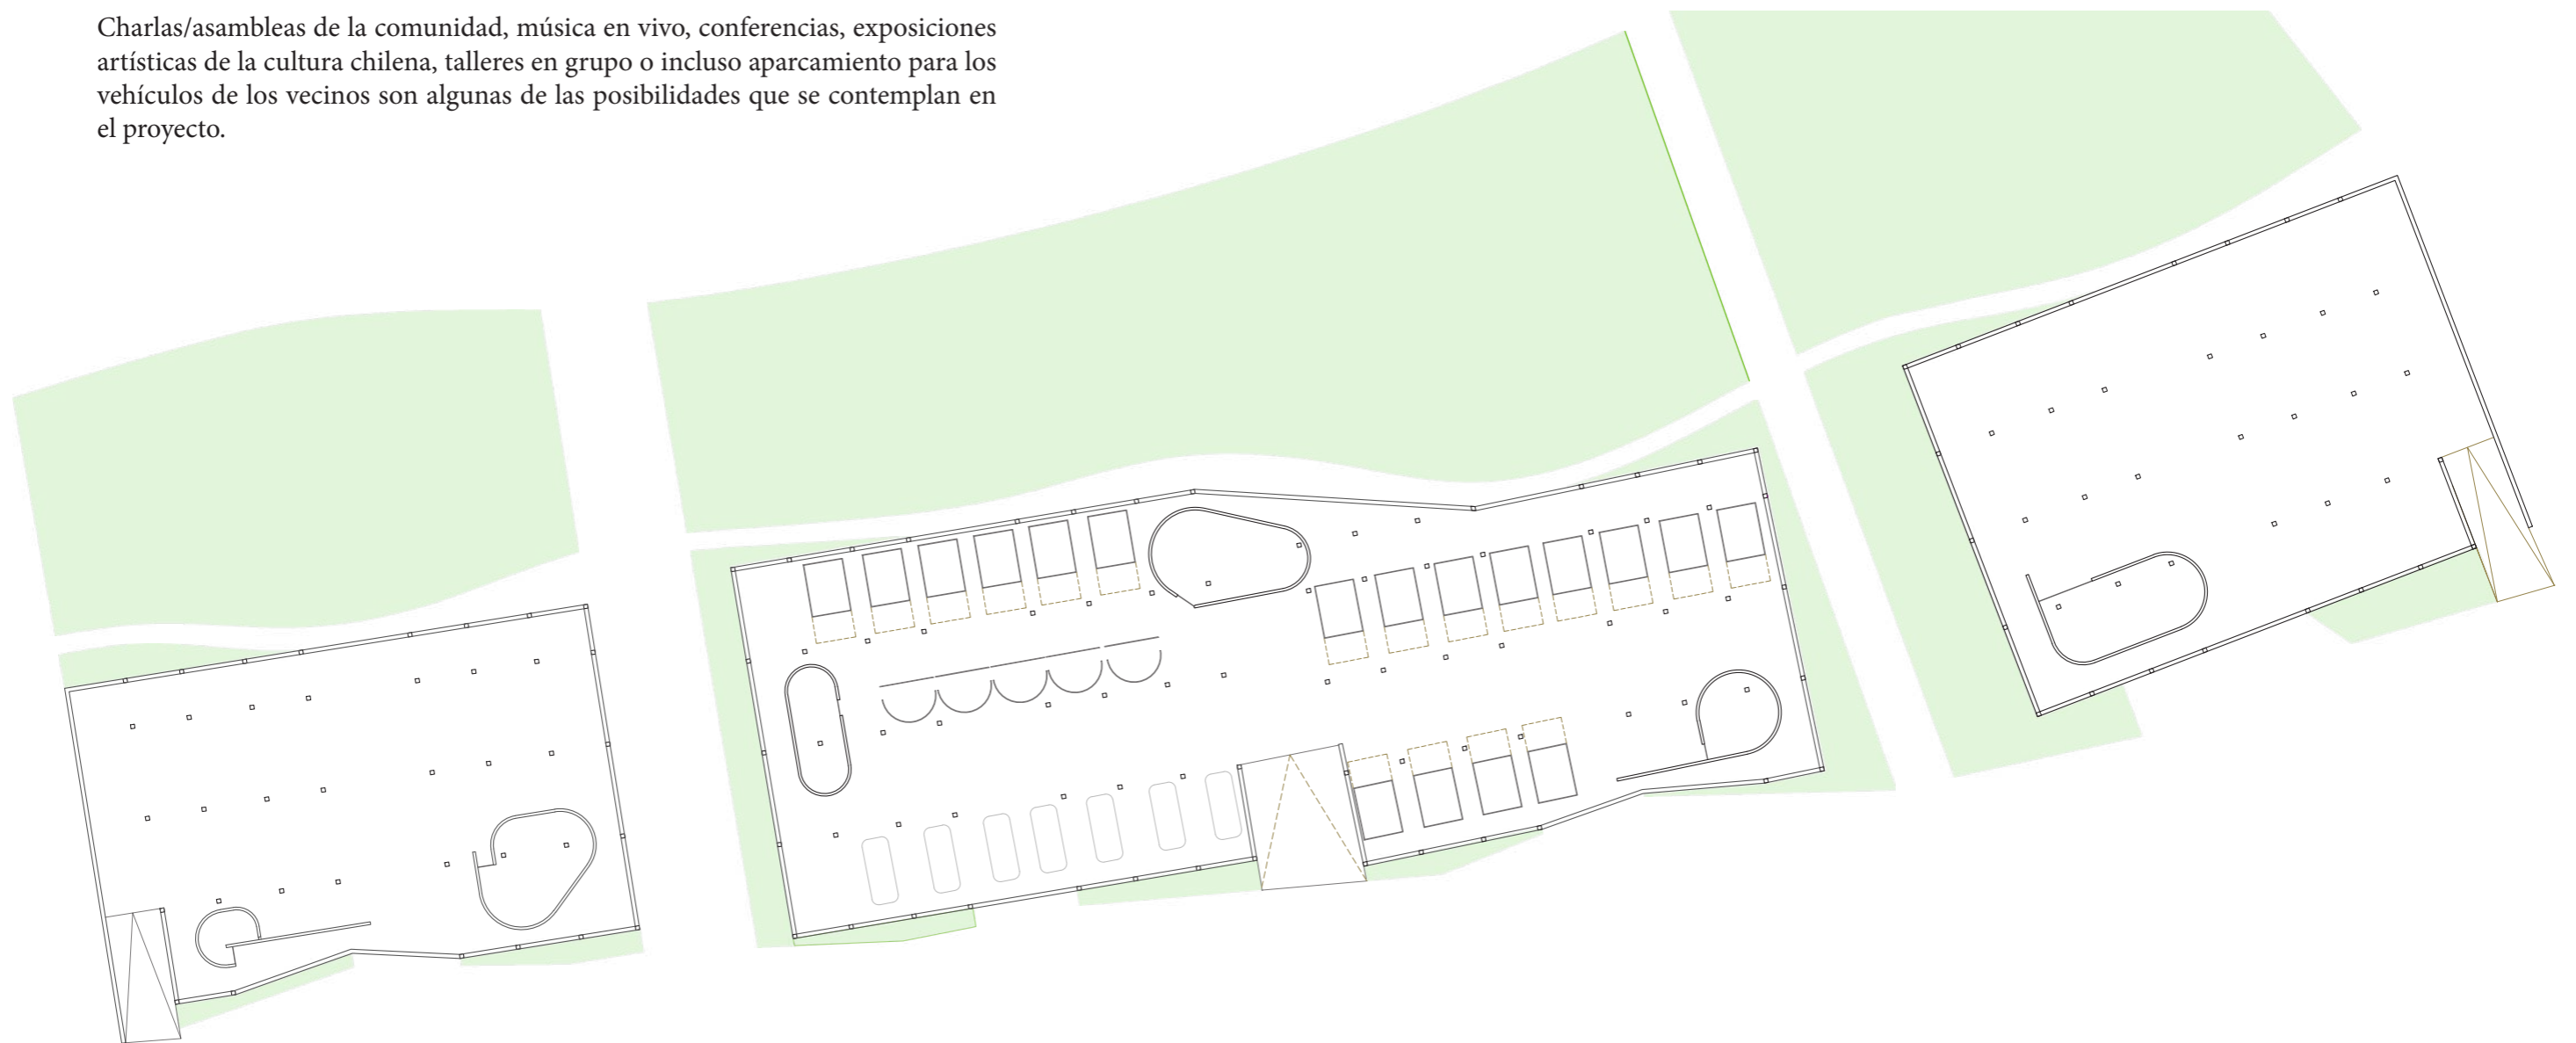 Charlas/asambleas de la comunidad, música en vivo, conferencias, exposiciones
artísticas de la cultura chilena, talleres en grupo o incluso aparcamiento para los
vehículos de los vecinos son algunas de las posibilidades que se contemplan en
el proyecto.